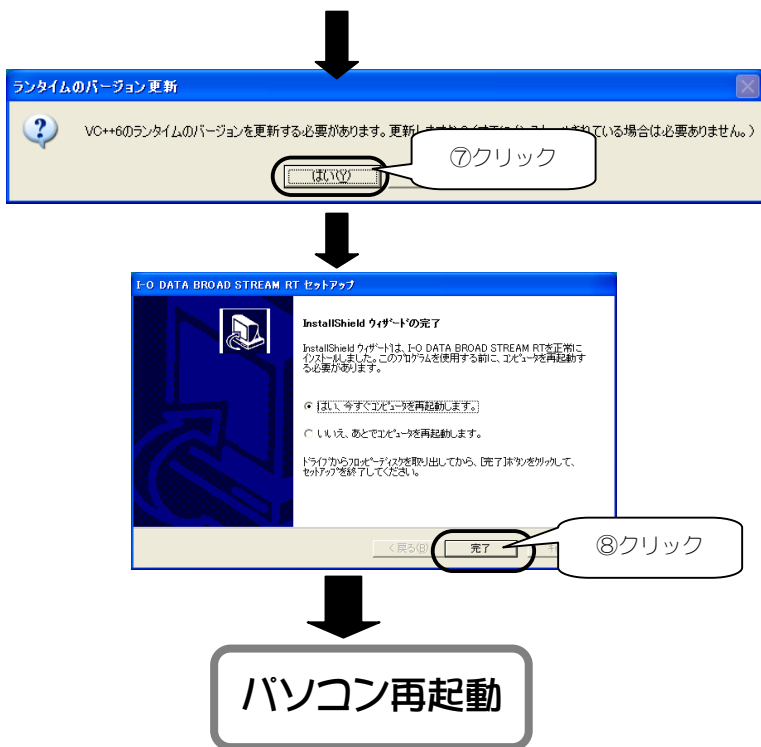 ランタイムのバージョン更新
VC++6のランタイムのバージョンを更新する必要があります。更新しますか？(すでにインストールされている場合は必要ありません。)
はい(Y)
⑦クリック
I-O DATA BROAD STREAM RT セットアップ
InstallShield ウィザードの完了
InstallShield ウィザードは、I-O DATA BROAD STREAM RTを正常に
インストールしました。このプログラムを使用する前に、コンピュータを再起動す
る必要があります。
はい、今すぐコンピュータを再起動します。
いいえ、あとでコンピュータを再起動します。
ドライブからフロッピーディスクを取り出してから、[完了]ボタンをクリックして、
セットアップを終了してください。
< 戻る(B)
完了
⑧クリック
パソコン再起動